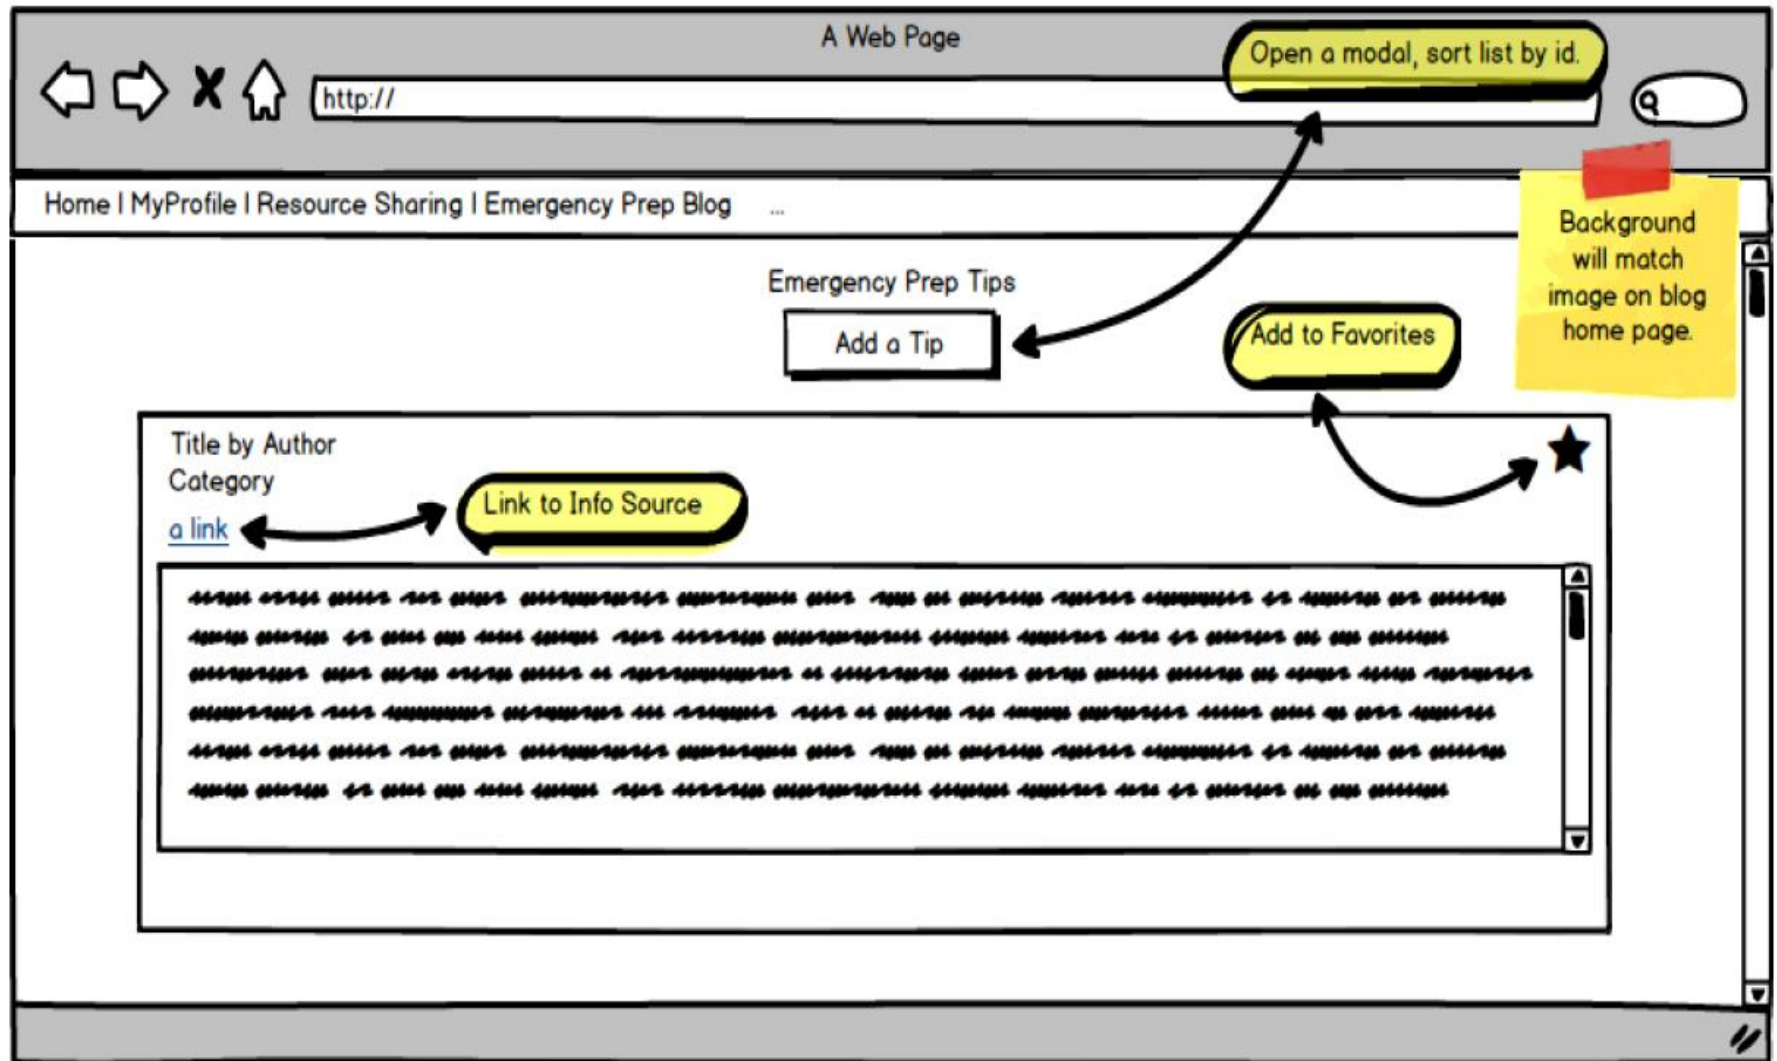 A Web Page
Open a modal, sort list by id.
http://
Home | MyProfile | Resource Sharing | Emergency Prep Blog ...
Background
will match
image on blog
home page.
Emergency Prep Tips
Add a Tip
Add to Favorites
Title by Author
Category
a link
Link to Info Source